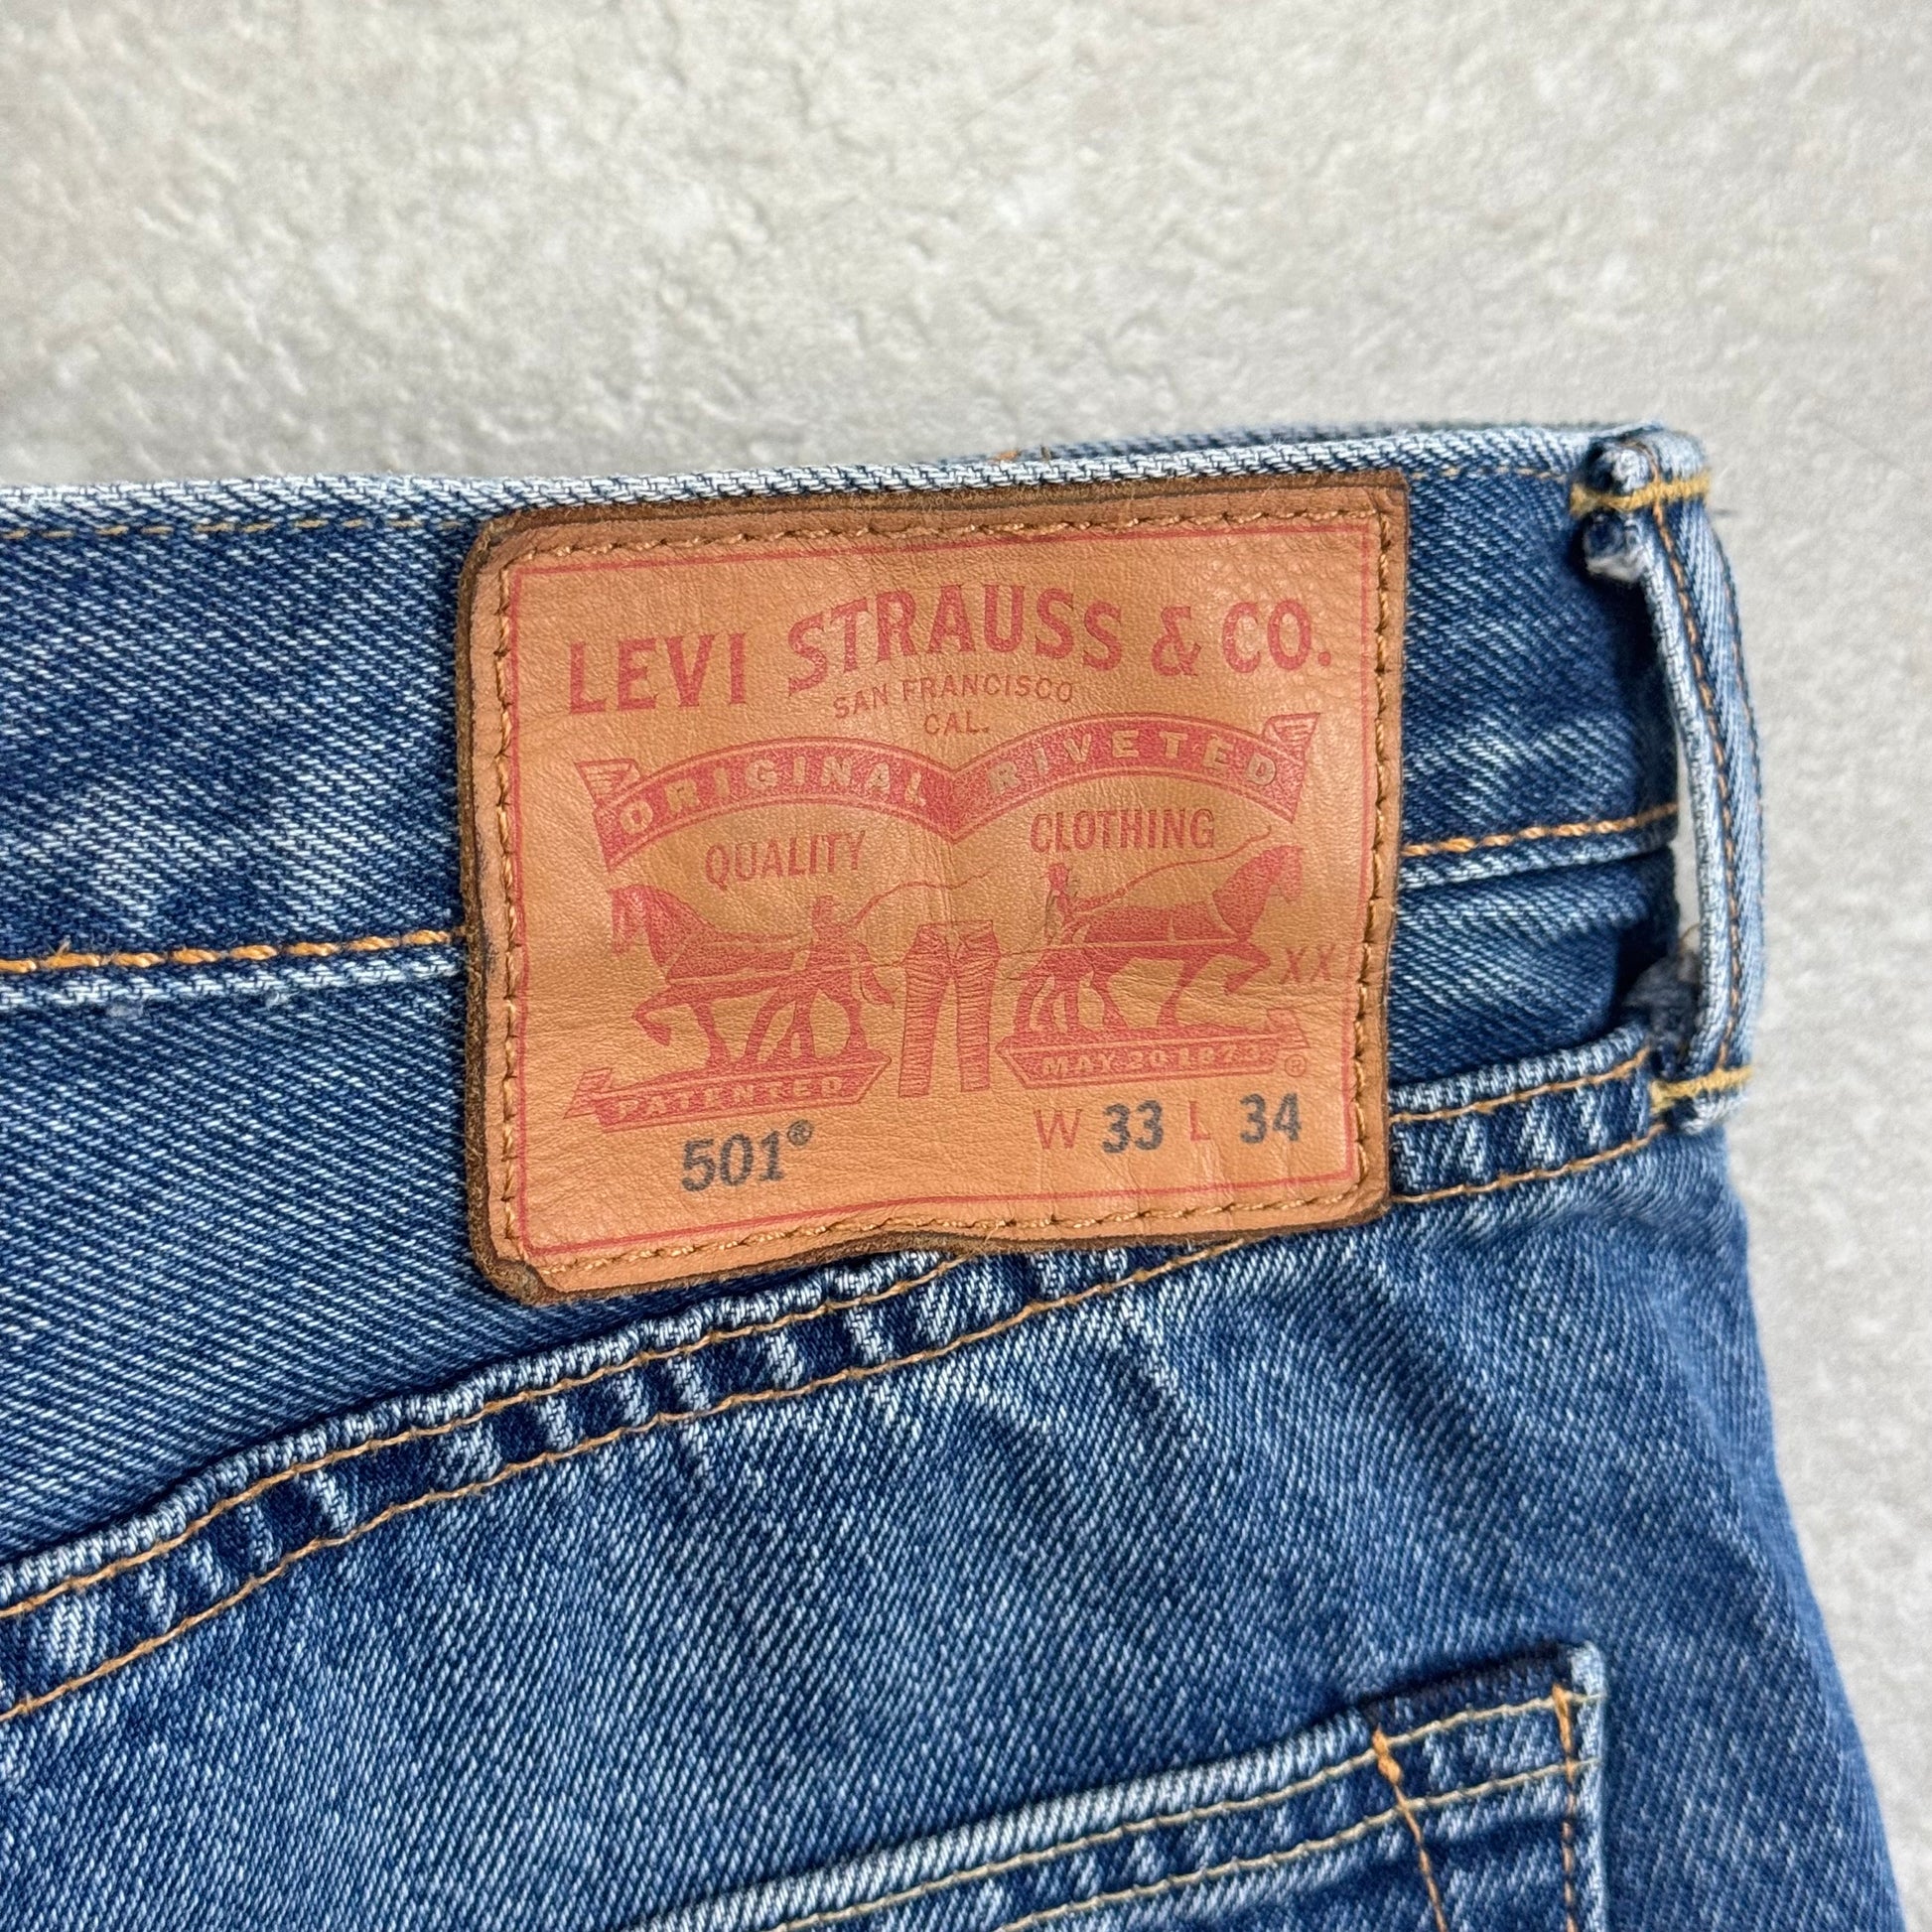 LEVI STRAUSS & CO.
SAN FRANCISCO
CAL.
ORIGINAL RIVETED
QUALITY CLOTHING
XX
PATENTED MAY 20 1873 ®
501® W 33 L 34